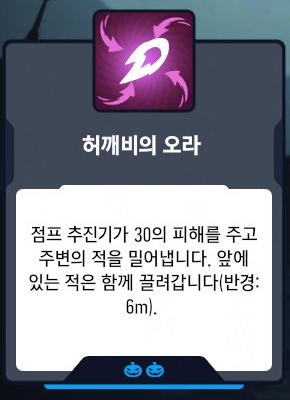 허깨비의 오라
점프 추진기가 30의 피해를 주고
주변의 적을 밀어냅니다. 앞에
있는 적은 함께 끌려갑니다(반경:
6m).